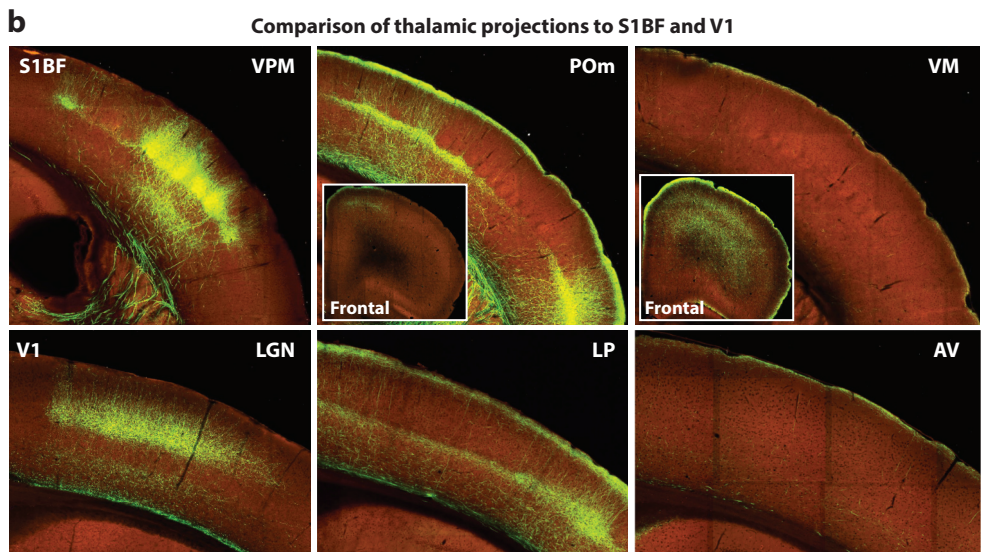 b
Comparison of thalamic projections to S1BF and V1
S1BF
VPM
POm
VM
Frontal
Frontal
V1
LGN
LP
AV